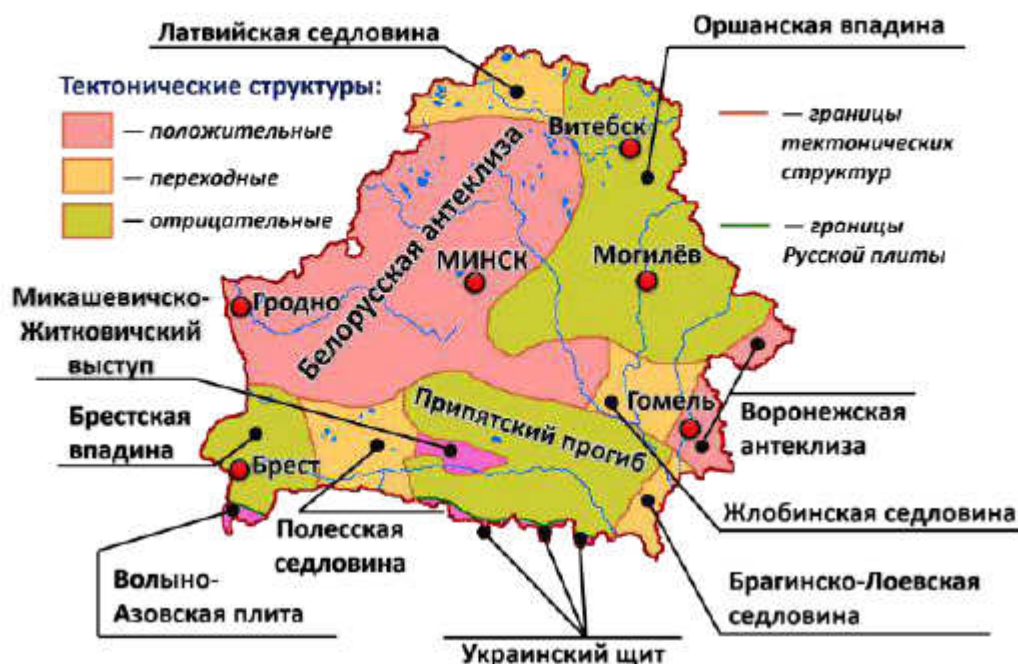 Латвийская седловина
Оршанская впадина
Тектонические структуры:
— положительные
— переходные
— отрицательные
— границы
тектонических
структур
— границы
Русской плиты
Витебск
Белорусская антеклиза
МИНСК
Могилёв
Гродно
Микашевичско-
Житковичский
выступ
Брестская
впадина
Брест
Припятский прогиб
Гомель
Воронежская
антеклиза
Жлобинская седловина
Полесская
седловина
Волыно-
Азовская плита
Брагинско-Лоевская
седловина
Украинский щит